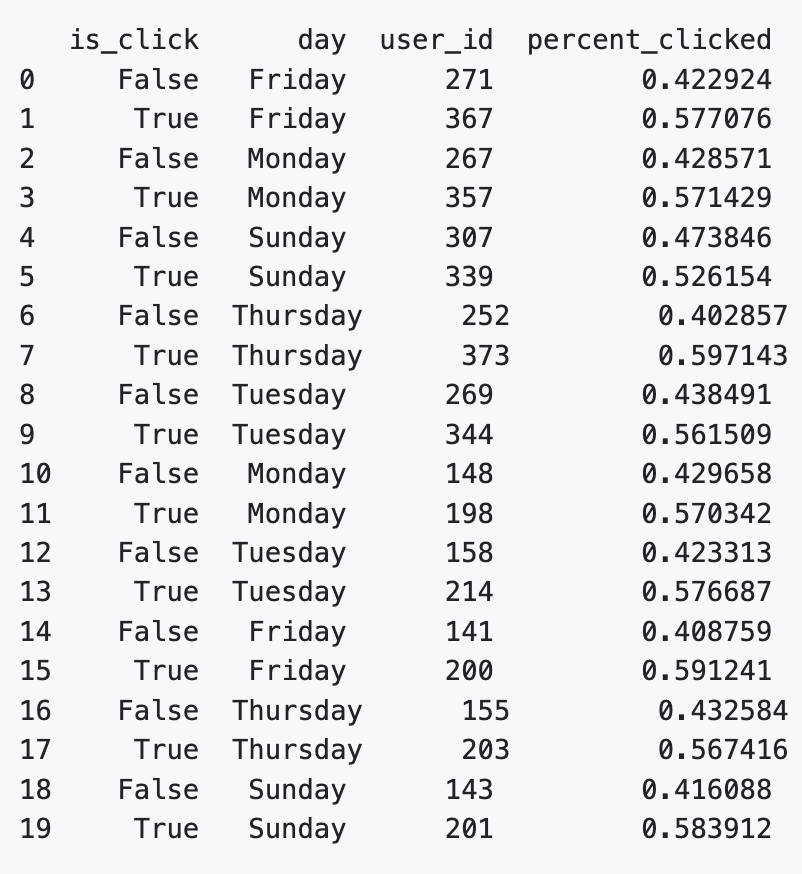 is_click day user_id percent_clicked
0 False Friday 271 0.422924
1 True Friday 367 0.577076
2 False Monday 267 0.428571
3 True Monday 357 0.571429
4 False Sunday 307 0.473846
5 True Sunday 339 0.526154
6 False Thursday 252 0.402857
7 True Thursday 373 0.597143
8 False Tuesday 269 0.438491
9 True Tuesday 344 0.561509
10 False Monday 148 0.429658
11 True Monday 198 0.570342
12 False Tuesday 158 0.423313
13 True Tuesday 214 0.576687
14 False Friday 141 0.408759
15 True Friday 200 0.591241
16 False Thursday 155 0.432584
17 True Thursday 203 0.567416
18 False Sunday 143 0.416088
19 True Sunday 201 0.583912